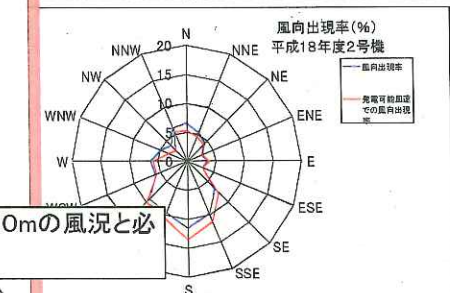 風向出現率(%)
平成18年度2号機
風向出現率
発電可能風速
での風向出現
率
N
NNE
NE
ENE
E
ESE
SE
SSE
S
W
WNW
NW
NNW
20
15
10
5
0
0mの風況と必